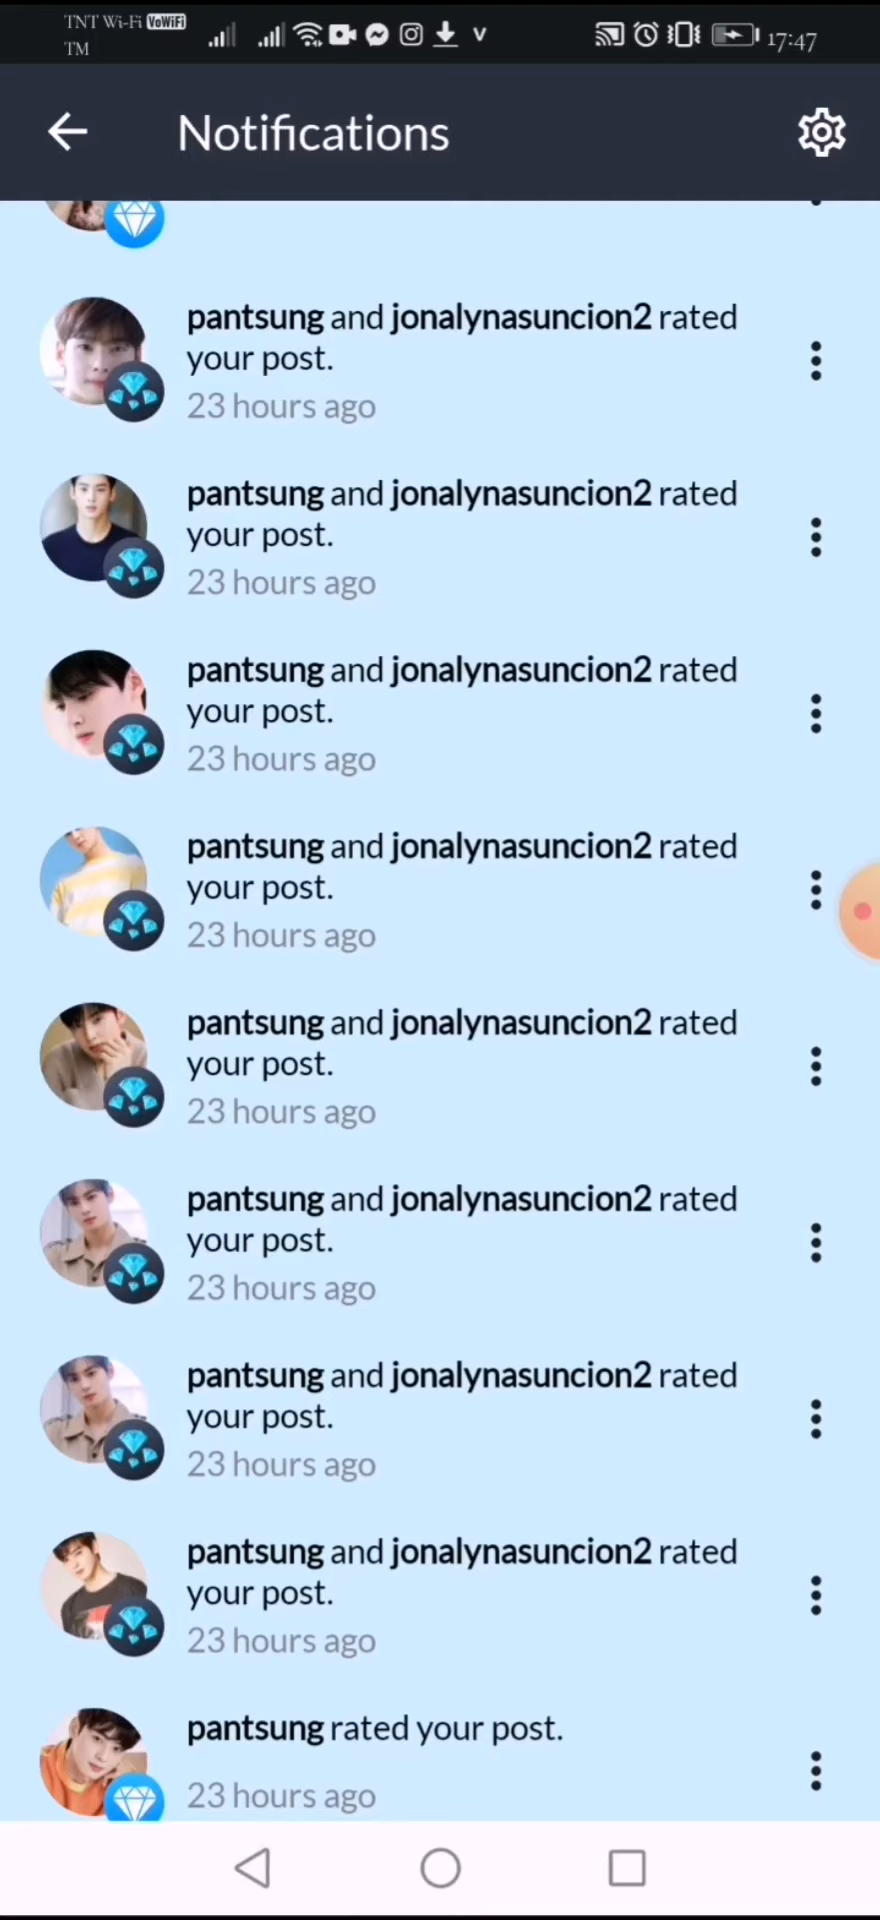 TNT Wi-Fi VoWiFi
TM
17:47
Notifications
pantsung and jonalynasuncion2 rated
your post.
23 hours ago
pantsung and jonalynasuncion2 rated
your post.
23 hours ago
pantsung and jonalynasuncion2 rated
your post.
23 hours ago
pantsung and jonalynasuncion2 rated
your post.
23 hours ago
pantsung and jonalynasuncion2 rated
your post.
23 hours ago
pantsung and jonalynasuncion2 rated
your post.
23 hours ago
pantsung and jonalynasuncion2 rated
your post.
23 hours ago
pantsung and jonalynasuncion2 rated
your post.
23 hours ago
pantsung rated your post.
23 hours ago